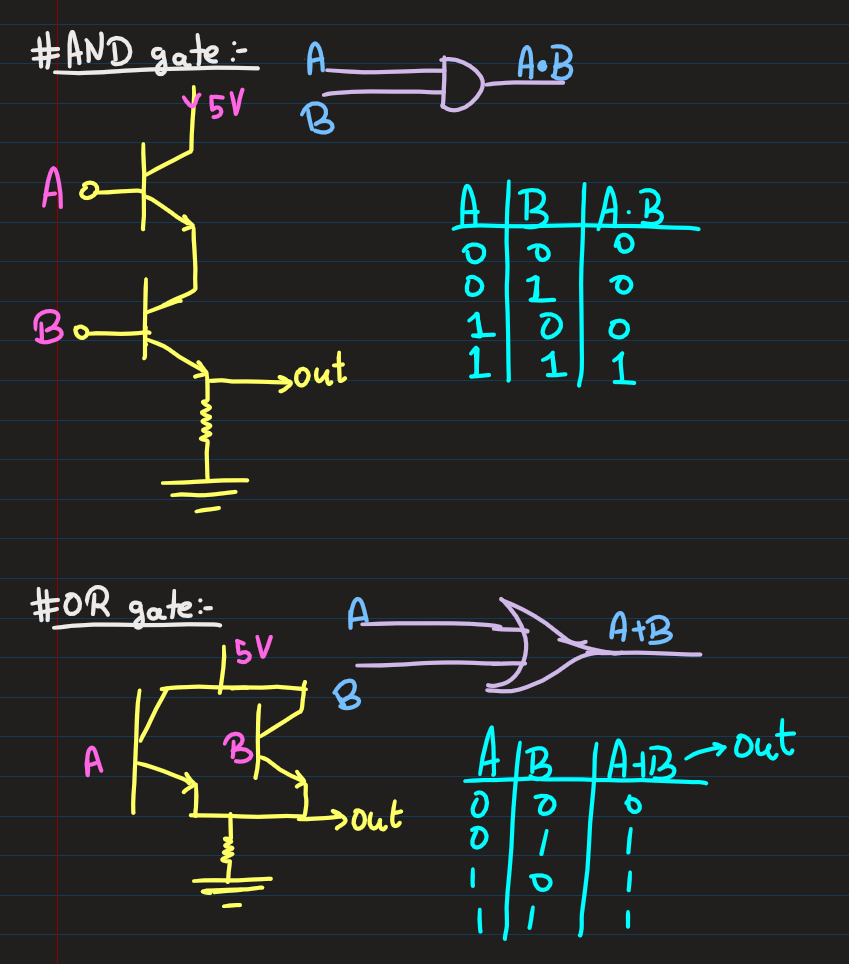 #AND gate:-
A
B
A•B
5V
A
B
out
A B A.B
0 0 0
0 1 0
1 0 0
1 1 1
#OR gate:-
A
B
A+B
5V
A
B
out
A B A+B → out
0 0 0
0 1 1
1 0 1
1 1 1